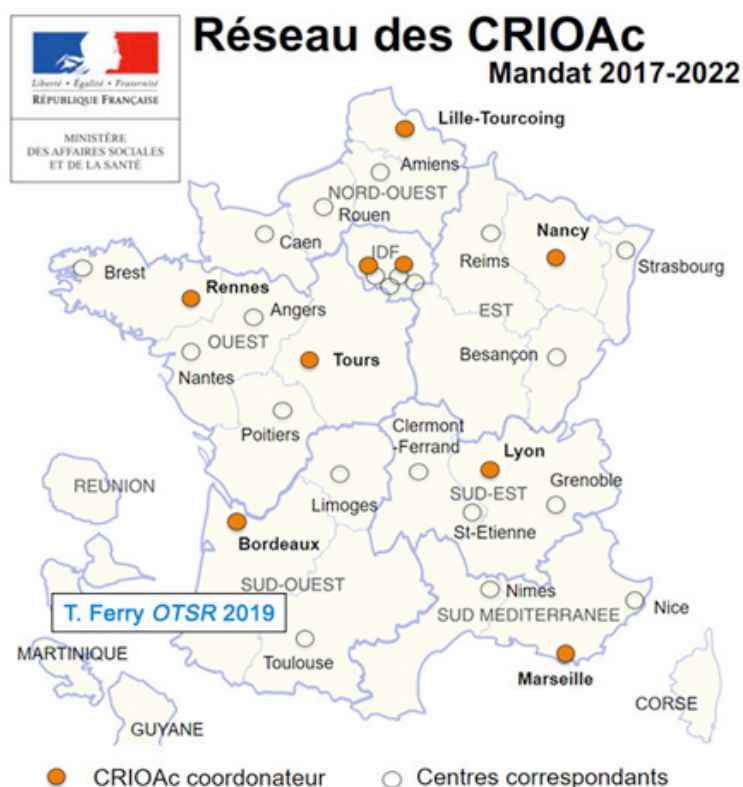 Réseau des CRIOAc
Mandat 2017-2022
Liberté • Égalité • Fraternité
RÉPUBLIQUE FRANÇAISE
MINISTÈRE
DES AFFAIRES SOCIALES
ET DE LA SANTÉ
Lille-Tourcoing
Amiens
NORD-OUEST
Rouen
Caen
IDF
Reims
Nancy
Strasbourg
Brest
Rennes
Angers
OUEST
EST
Nantes
Tours
Besançon
Poitiers
Clermont
-Ferrand
Lyon
REUNION
Limoges
SUD-EST
Grenoble
St-Etienne
Bordeaux
SUD-OUEST
Nimes
T. Ferry OTSR 2019
SUD MEDITERRANEE
Nice
MARTINIQUE
Toulouse
Marseille
CORSE
GUYANE
CRIOAc coordonateur
Centres correspondants